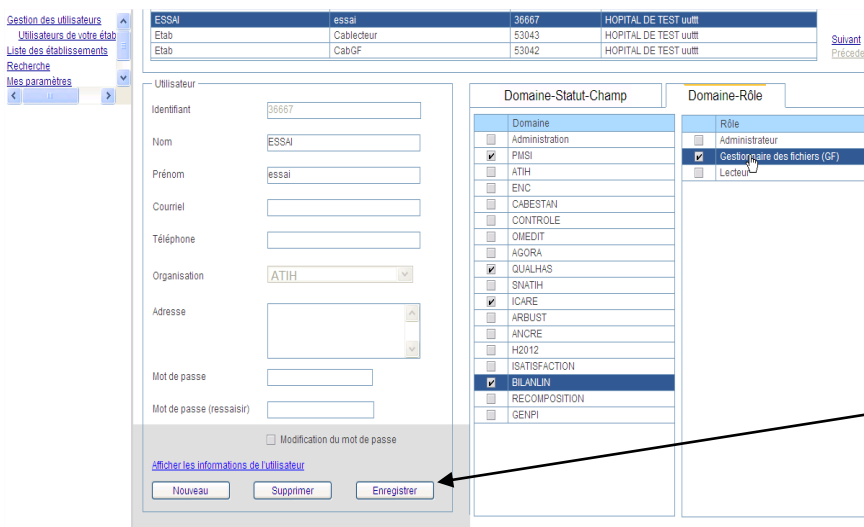 Gestion des utilisateurs
Utilisateurs de votre étab
Liste des établissements
Recherche
Mes paramètres
ESSAI essai 36667 HOPITAL DE TEST uuttt
Etab Cablecteur 53043 HOPITAL DE TEST uuttt
Etab CabGF 53042 HOPITAL DE TEST uuttt
Suivant
Précede
Utilisateur
Identifiant 36667
Nom ESSAI
Prénom essai
Courriel
Téléphone
Organisation ATIH
Adresse
Mot de passe
Mot de passe (ressaisir)
Modification du mot de passe
Afficher les informations de l'utilisateur
Nouveau Supprimer Enregistrer
Domaine-Statut-Champ Domaine-Rôle
Domaine
Administration
PMSI
ATIH
ENC
CABESTAN
CONTROLE
OMEDIT
AGORA
QUALHAS
SNATIH
ICARE
ARBUST
ANCRE
H2012
ISATISFACTION
BILANLIN
RECOMPOSITION
GENPI
Rôle
Administrateur
Gestionnaire des fichiers (GF)
Lecteur